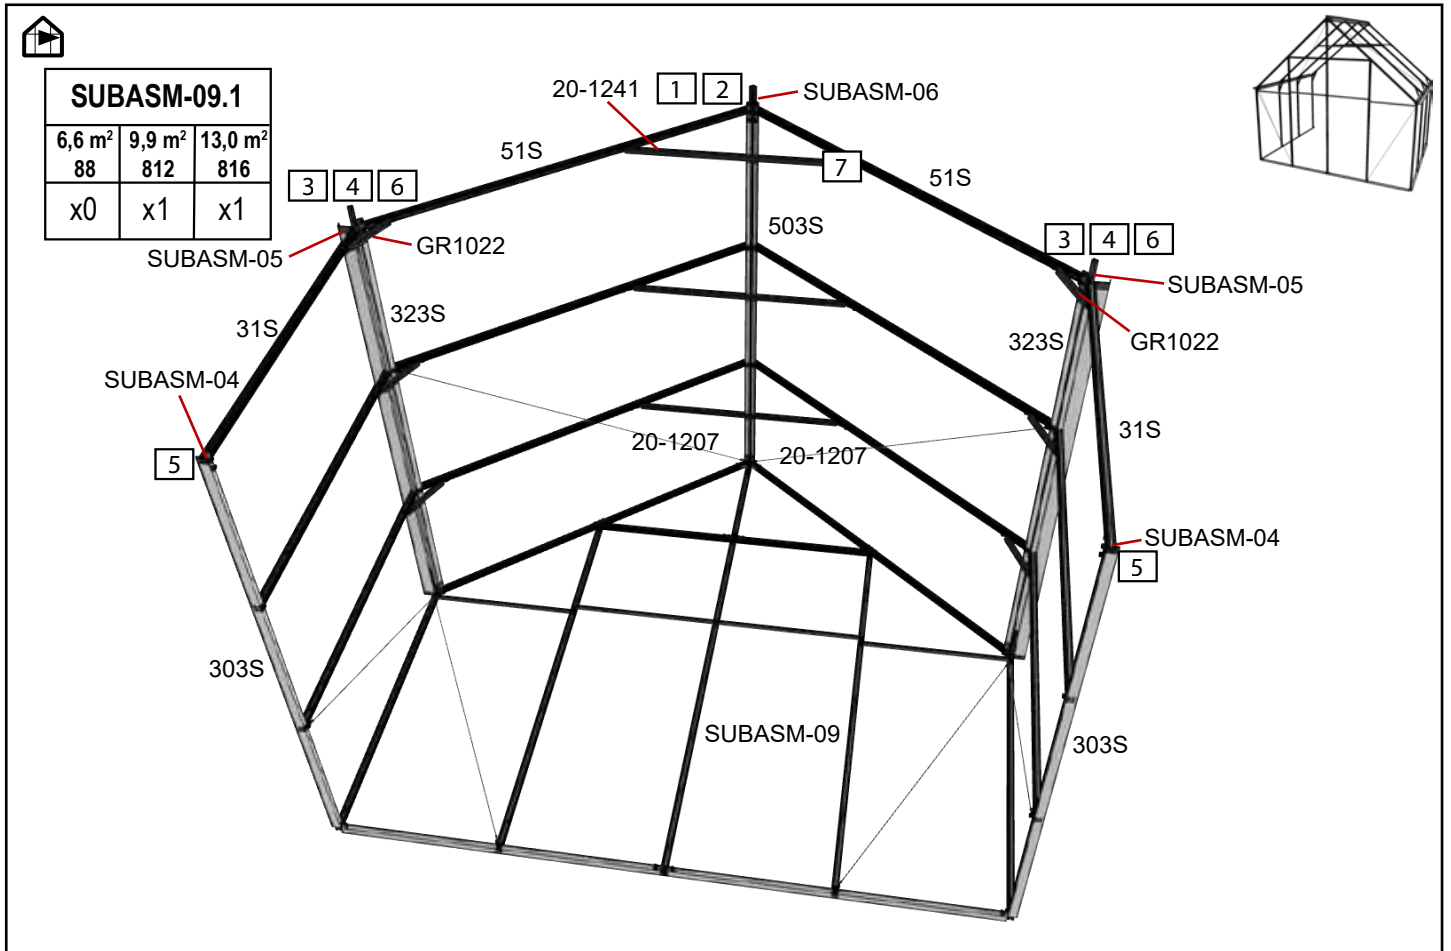 SUBASM-09.1
6,6 m² 9,9 m² 13,0 m²
88 812 816
x0 x1 x1
20-1241
1 2
SUBASM-06
51S
7
51S
3 4 6
SUBASM-05
GR1022
503S
3 4 6
SUBASM-05
31S
323S
323S
GR1022
SUBASM-04
5
20-1207
20-1207
31S
SUBASM-04
5
303S
SUBASM-09
303S